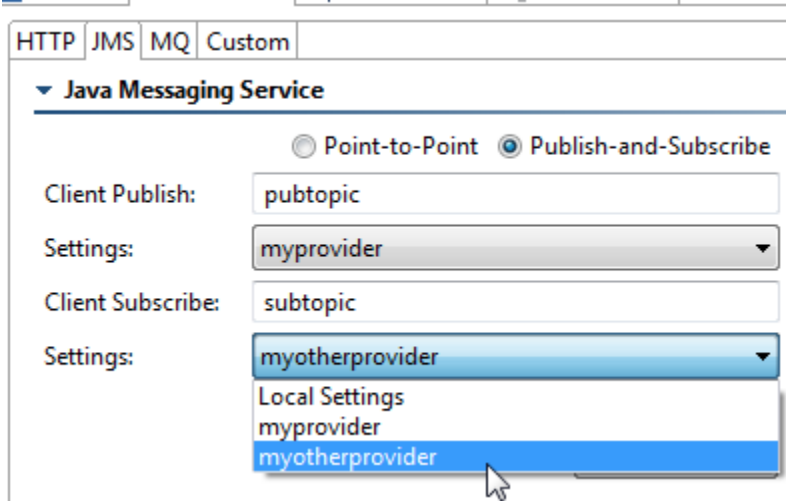 HTTP JMS MQ Custom
Java Messaging Service
Point-to-Point Publish-and-Subscribe
Client Publish: pubtopic
Settings: myprovider
Client Subscribe: subtopic
Settings: myotherprovider
Local Settings
myprovider
myotherprovider